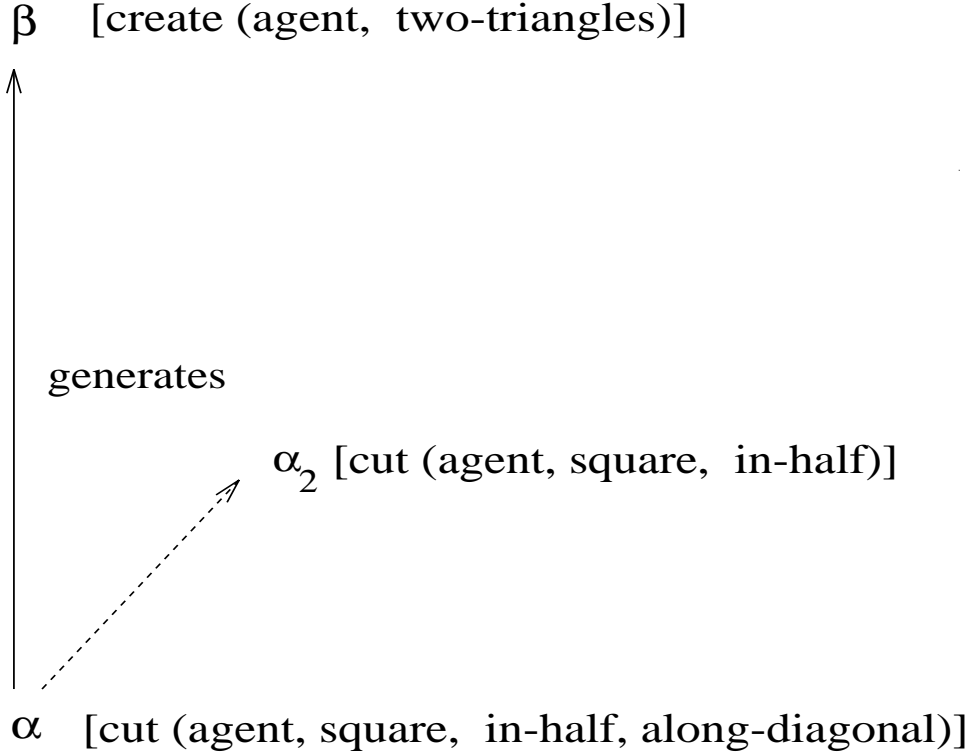 β [create (agent, two-triangles)]
generates
α₂ [cut (agent, square, in-half)]
α [cut (agent, square, in-half, along-diagonal)]